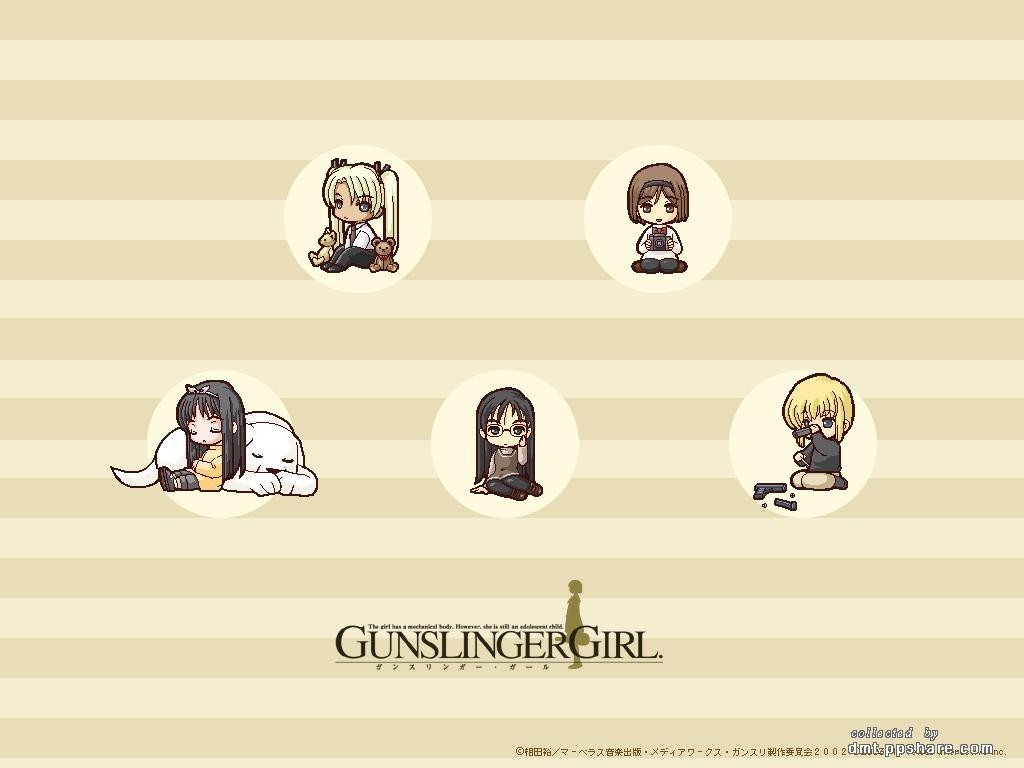 The girl has a mechanical body. However, she is still an adolescent child.
GUNSLINGERGIRL.
ガンスリンガー・ガール
collected by
dmt.ppshare.com
©相田裕／マーベラス音楽出版・メディアワークス・ガンスリ製作委員会２００２ Inc.